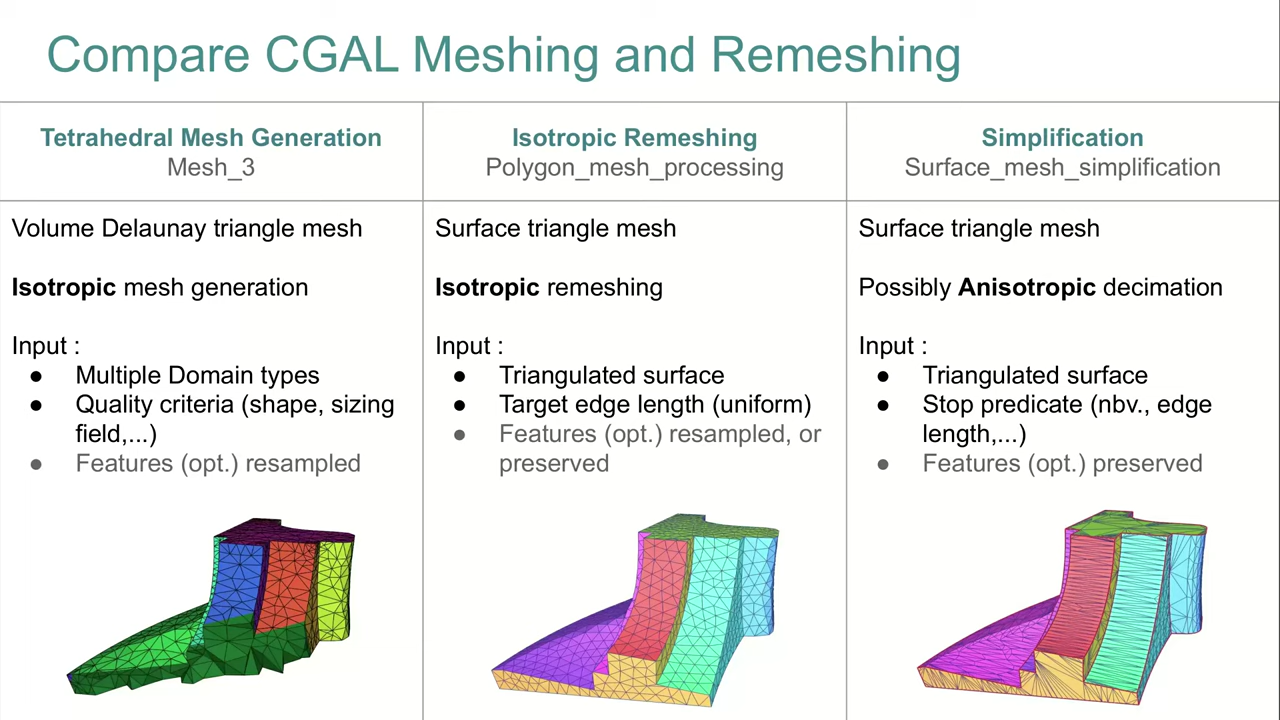 Compare CGAL Meshing and Remeshing
Tetrahedral Mesh Generation
Mesh_3
Volume Delaunay triangle mesh
Isotropic mesh generation
Input :
● Multiple Domain types
● Quality criteria (shape, sizing
field,...)
● Features (opt.) resampled
Isotropic Remeshing
Polygon_mesh_processing
Surface triangle mesh
Isotropic remeshing
Input :
● Triangulated surface
● Target edge length (uniform)
● Features (opt.) resampled, or
preserved
Simplification
Surface_mesh_simplification
Surface triangle mesh
Possibly Anisotropic decimation
Input :
● Triangulated surface
● Stop predicate (nbv., edge
length,...)
● Features (opt.) preserved